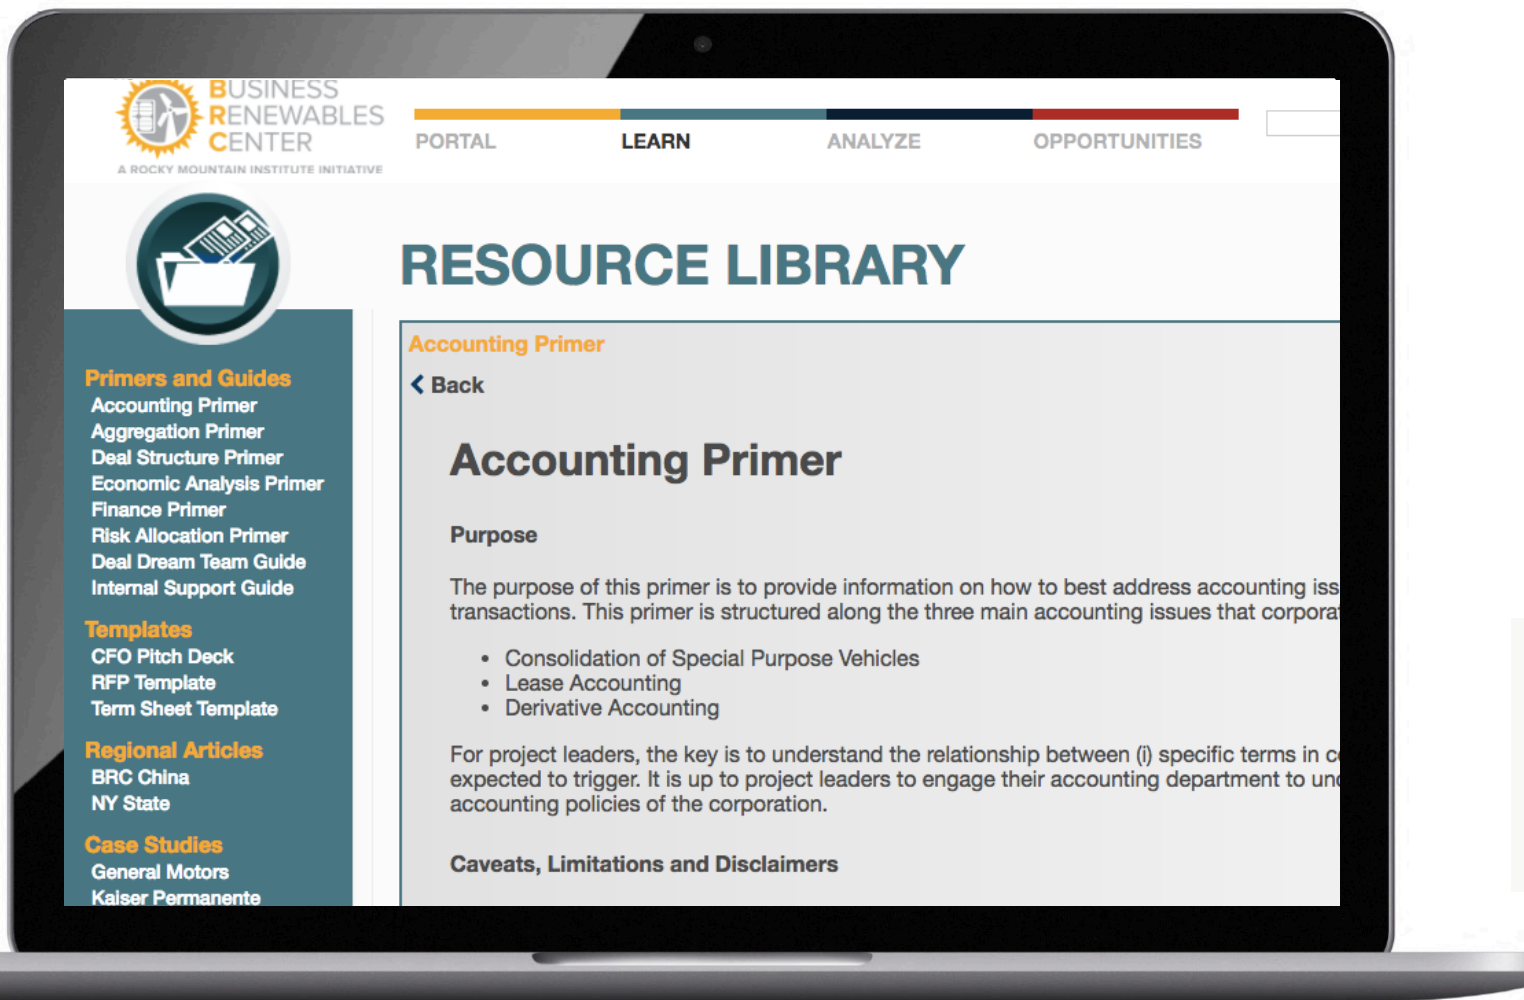 BUSINESS
RENEWABLES
CENTER
A ROCKY MOUNTAIN INSTITUTE INITIATIVE
PORTAL LEARN ANALYZE OPPORTUNITIES
RESOURCE LIBRARY
Primers and Guides
Accounting Primer
Aggregation Primer
Deal Structure Primer
Economic Analysis Primer
Finance Primer
Risk Allocation Primer
Deal Dream Team Guide
Internal Support Guide
Templates
CFO Pitch Deck
RFP Template
Term Sheet Template
Regional Articles
BRC China
NY State
Case Studies
General Motors
Kaiser Permanente
Accounting Primer
Back
Accounting Primer
Purpose
The purpose of this primer is to provide information on how to best address accounting iss
transactions. This primer is structured along the three main accounting issues that corporat
• Consolidation of Special Purpose Vehicles
• Lease Accounting
• Derivative Accounting
For project leaders, the key is to understand the relationship between (i) specific terms in
expected to trigger. It is up to project leaders to engage their accounting department to
accounting policies of the corporation.
Caveats, Limitations and Disclaimers